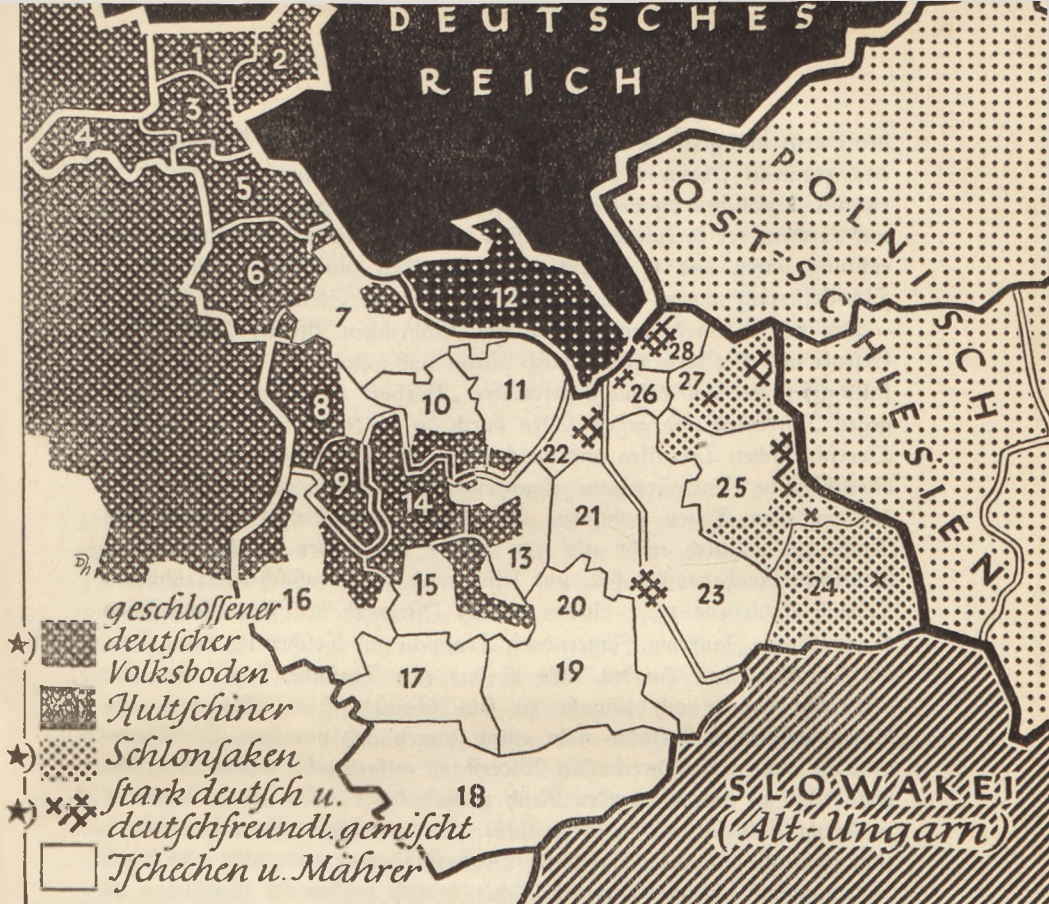 DEUTSCHES
REICH
1
2
3
4
5
6
7
12
POLNISCH
OST-SCHLESIEN
28
11
10
26
27
8
22
9
14
25
21
13
15
20
23
24
16
geschloſſener
deutſcher
Volksboden
17
19
Hultſchiner
Schlonſaken
ſtark deutſch u.
deutſchfreundl. gemiſcht
18
SLOWAKEI
(Alt-Ungarn)
Tſchechen u. Mährer